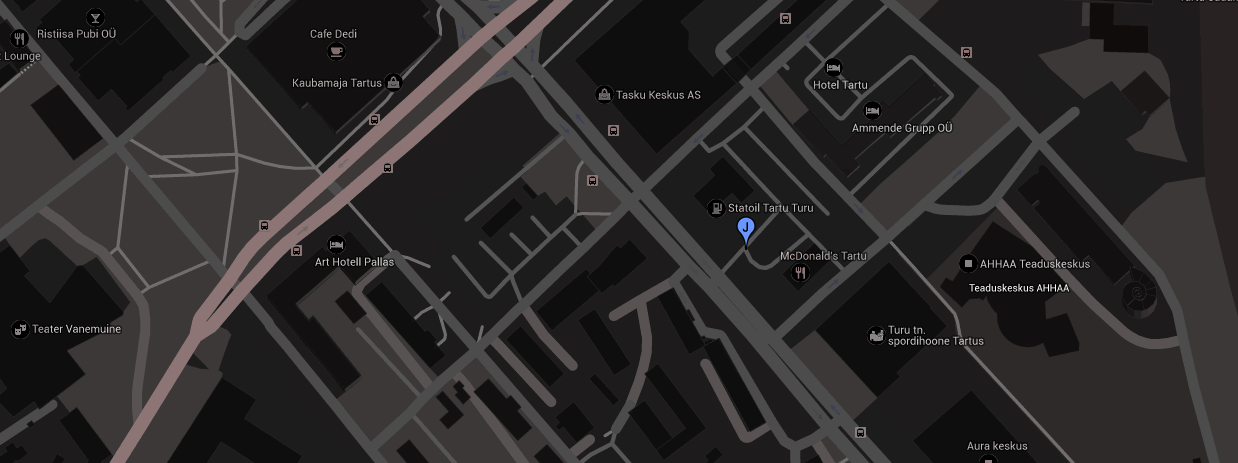 Ristiisa Pubi OÜ
Lounge
Cafe Dedi
Kaubamaja Tartus
Tasku Keskus AS
Hotel Tartu
Ammende Grupp OÜ
Statoil Tartu Turu
J
McDonald's Tartu
Art Hotell Pallas
AHHAA Teaduskeskus
Teaduskeskus AHHAA
Teater Vanemuine
Turu tn.
spordihoone Tartus
Aura keskus